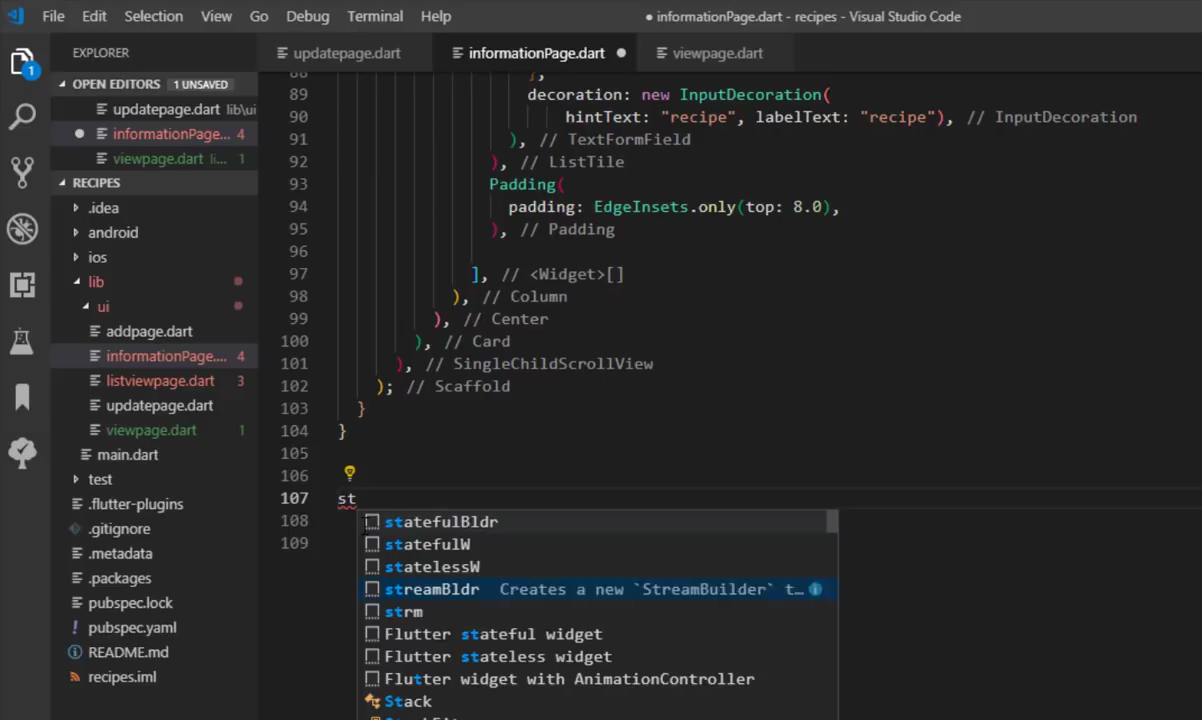 File Edit Selection View Go Debug Terminal Help
● informationPage.dart - recipes - Visual Studio Code
1
EXPLORER
OPEN EDITORS 1 UNSAVED
updatepage.dart lib\ui
informationPage... 4
viewpage.dart li... 1
RECIPES
.idea
android
ios
lib
ui
addpage.dart
informationPage.... 4
listviewpage.dart 3
updatepage.dart
viewpage.dart 1
main.dart
test
.flutter-plugins
.gitignore
.metadata
.packages
pubspec.lock
! pubspec.yaml
README.md
recipes.iml
updatepage.dart informationPage.dart ● viewpage.dart
88 },
89 decoration: new InputDecoration(
90 hintText: "recipe", labelText: "recipe"), // InputDecoration
91 ), // TextFormField
92 ), // ListTile
93 Padding(
94 padding: EdgeInsets.only(top: 8.0),
95 ), // Padding
96
97 ], // <Widget>[]
98 ), // Column
99 ), // Center
100 ), // Card
101 ), // SingleChildScrollView
102 ); // Scaffold
103 }
104 }
105
106
107 st
108
109
statefulBldr
statefulW
statelessW
streamBldr Creates a new `StreamBuilder` t...
strm
Flutter stateful widget
Flutter stateless widget
Flutter widget with AnimationController
Stack